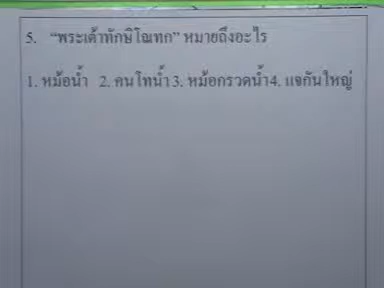 5. “พระเต้าทักษิโณทก” หมายถึงอะไร
1. หม้อน้ำ 2. คนโทน้ำ 3. หม้อกรวดน้ำ 4. แจกันใหญ่